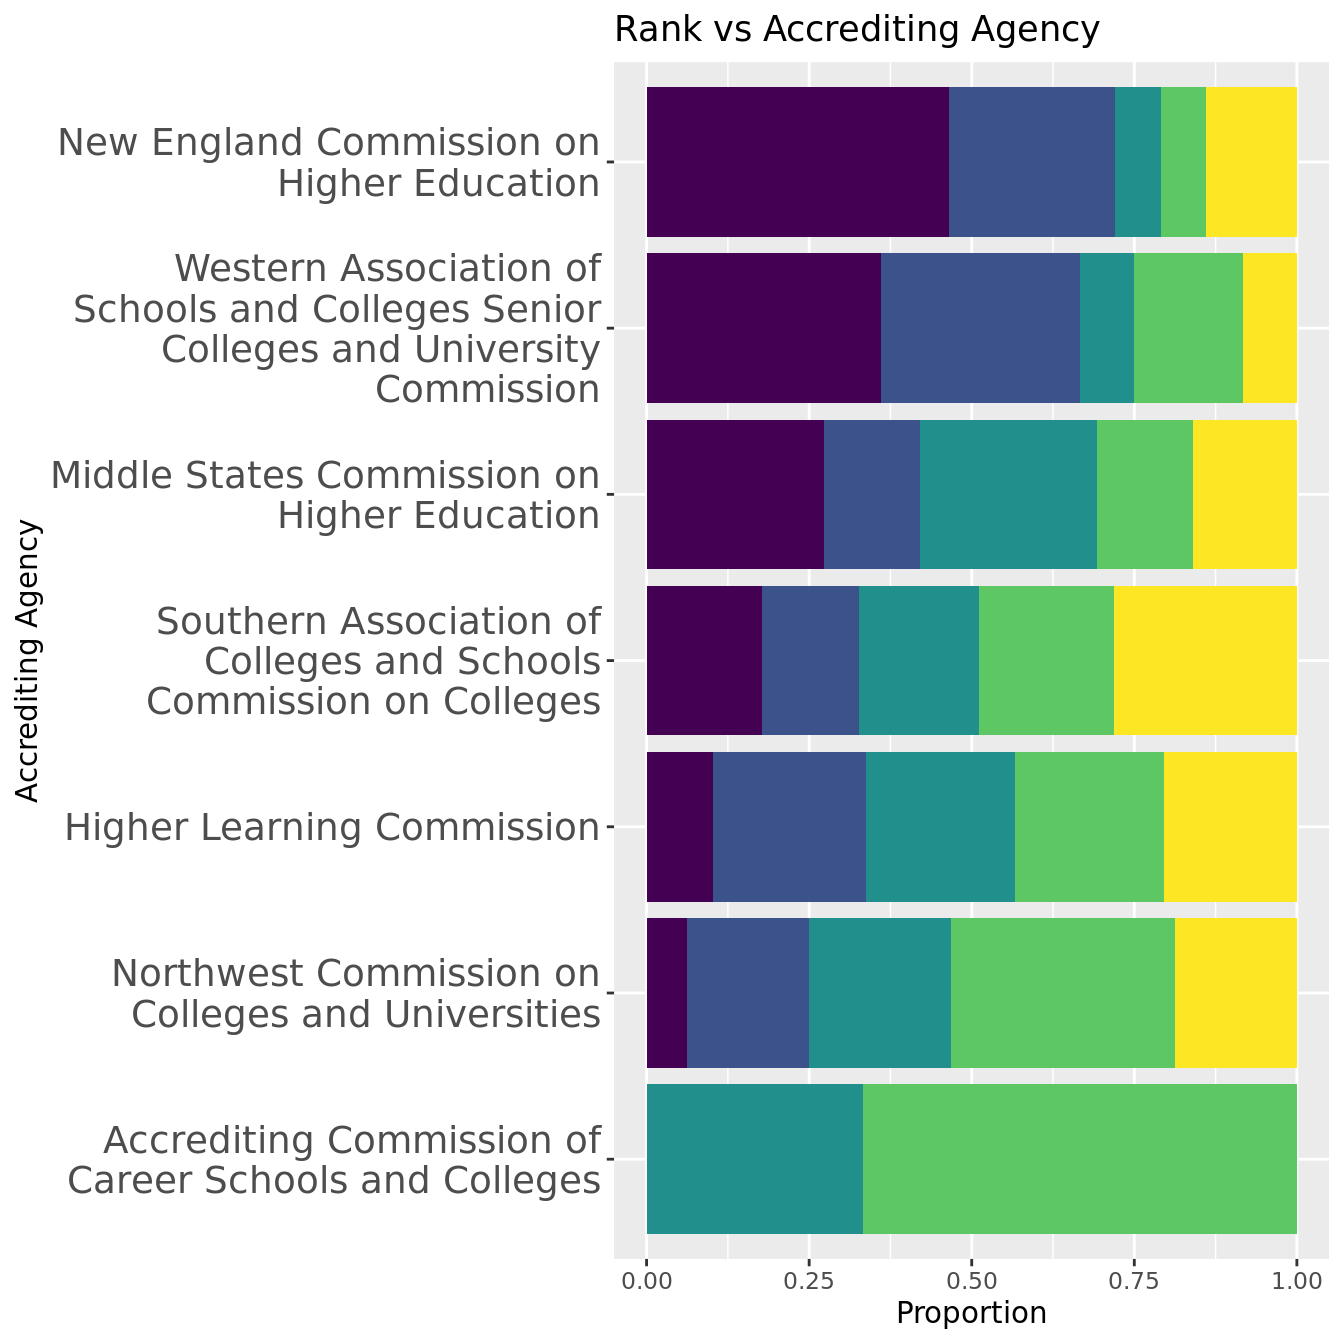 Rank vs Accrediting Agency
New England Commission on
Higher Education
Western Association of
Schools and Colleges Senior
Colleges and University
Commission
Middle States Commission on
Higher Education
Southern Association of
Colleges and Schools
Commission on Colleges
Higher Learning Commission
Northwest Commission on
Colleges and Universities
Accrediting Commission of
Career Schools and Colleges
Accrediting Agency
0.00 0.25 0.50 0.75 1.00
Proportion